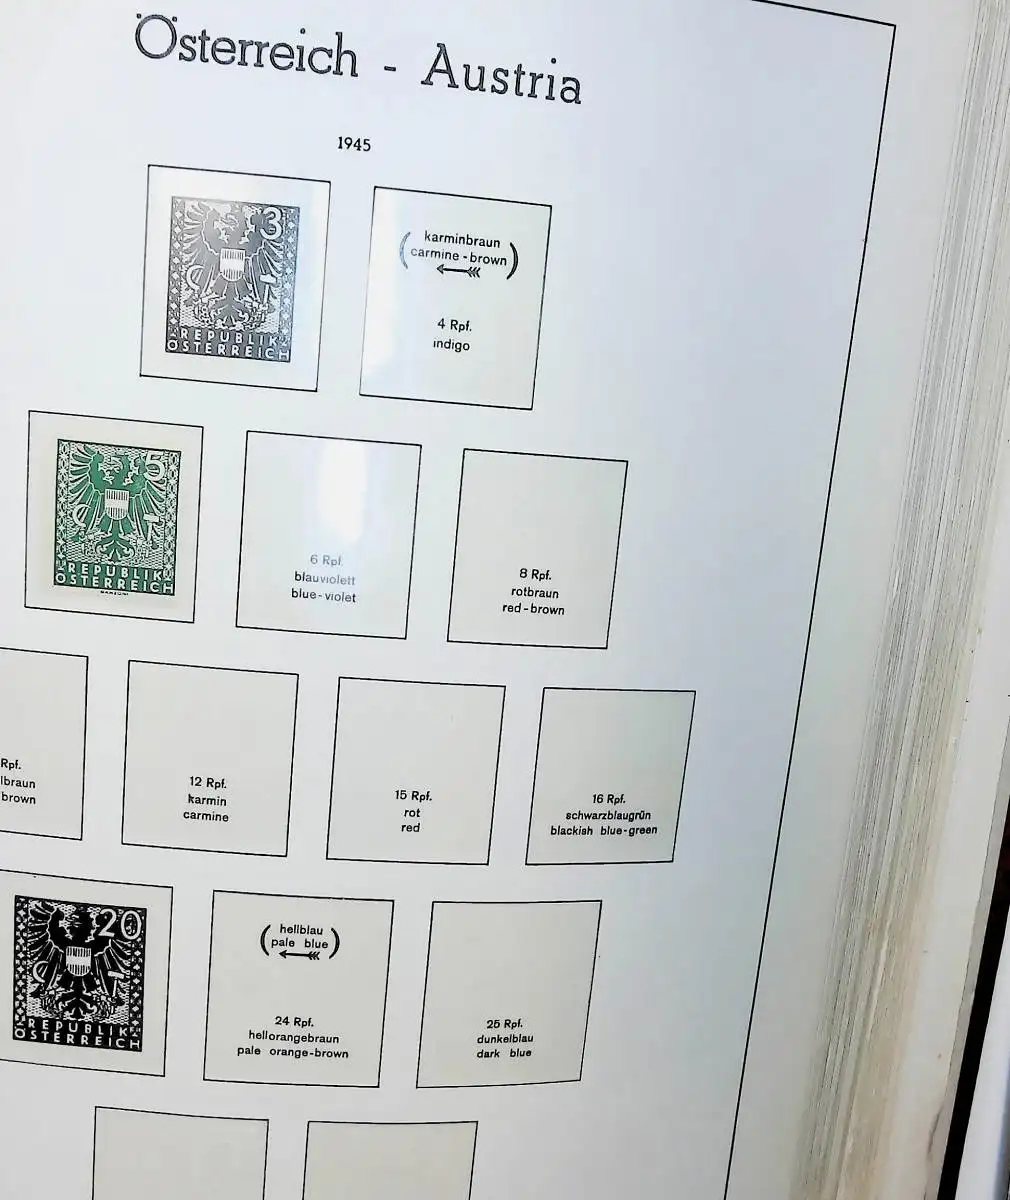 Österreich - Austria
1945
3
REPUBLIK
ÖSTERREICH
(karminbraun
carmine-brown)
4 Rpf.
indigo
5
REPUBLIK
ÖSTERREICH
6 Rpf.
blauviolett
blue-violet
8 Rpf.
rotbraun
red-brown
Rpf.
lbraun
brown
12 Rpf.
karmin
carmine
15 Rpf.
rot
red
16 Rpf.
schwarzblaugrün
blackish blue-green
20
REPUBLIK
ÖSTERREICH
(hellblau
pale blue)
24 Rpf.
hellorangebraun
pale orange-brown
25 Rpf.
dunkelblau
dark blue